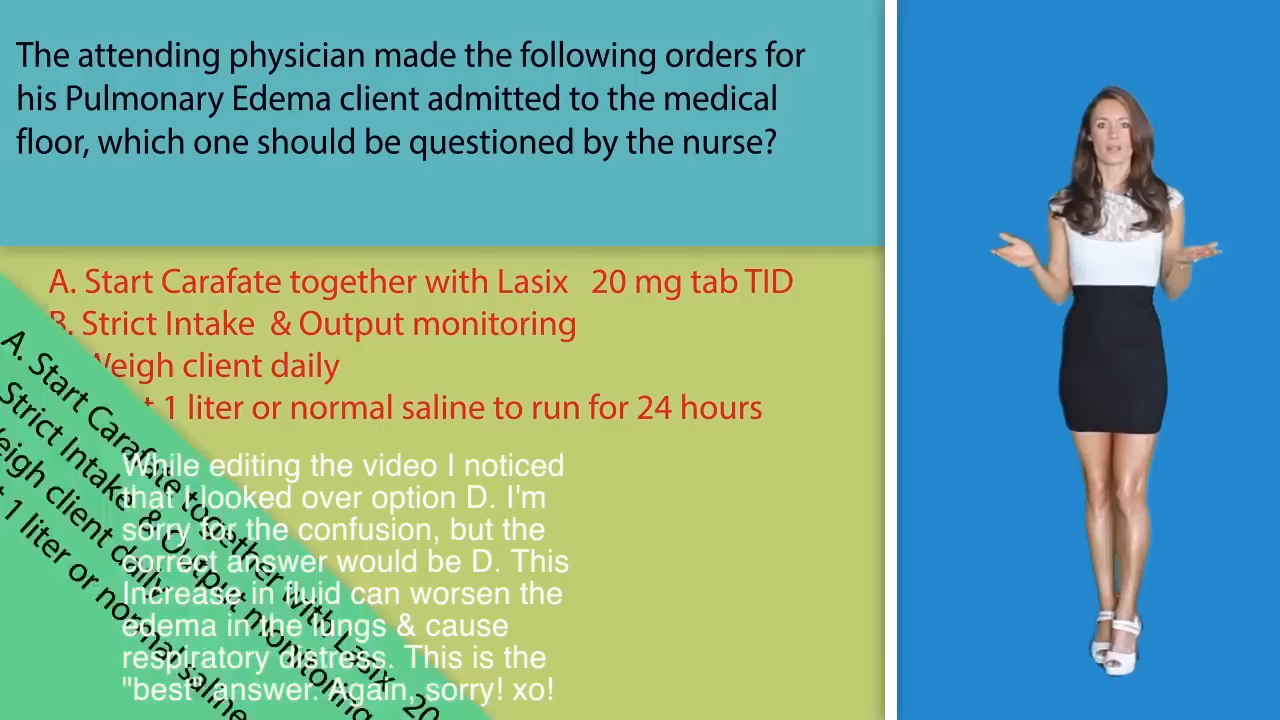 The attending physician made the following orders for
his Pulmonary Edema client admitted to the medical
floor, which one should be questioned by the nurse?
A. Start Carafate together with Lasix 20 mg tab TID
B. Strict Intake & Output monitoring
Weigh client daily
1 liter or normal saline to run for 24 hours
While editing the video I noticed
that I looked over option D. I'm
sorry for the confusion, but the
correct answer would be D. This
Increase in fluid can worsen the
edema in the lungs & cause
respiratory distress. This is the
"best" answer. Again, sorry! xo!
A. Start Carafate together with Lasix 20
Strict Intake & Output monitoring
eigh client daily
t 1 liter or normal saline